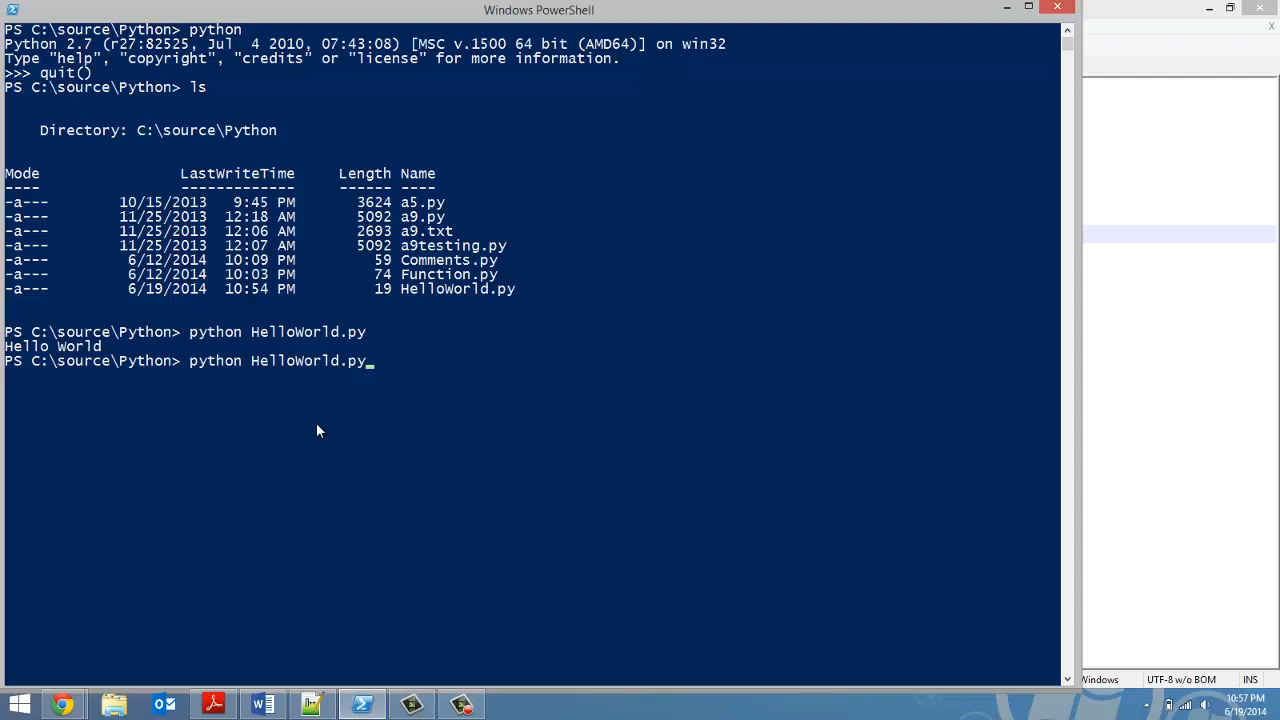 Windows PowerShell
PS C:\source\Python> python
Python 2.7 (r27:82525, Jul  4 2010, 07:43:08) [MSC v.1500 64 bit (AMD64)] on win32
Type "help", "copyright", "credits" or "license" for more information.
>>> quit()
PS C:\source\Python> ls
Directory: C:\source\Python
Mode                LastWriteTime     Length Name
----                -------------     ------ ----
-a---        10/15/2013   9:45 PM       3624 a5.py
-a---        11/25/2013  12:18 AM       5092 a9.py
-a---        11/25/2013  12:06 AM       2693 a9.txt
-a---        11/25/2013  12:07 AM       5092 a9testing.py
-a---         6/12/2014  10:09 PM         59 Comments.py
-a---         6/12/2014  10:03 PM         74 Function.py
-a---         6/19/2014  10:54 PM         19 HelloWorld.py
PS C:\source\Python> python HelloWorld.py
Hello World
PS C:\source\Python> python HelloWorld.py
Windows UTF-8 w/o BOM INS
10:57 PM
6/19/2014